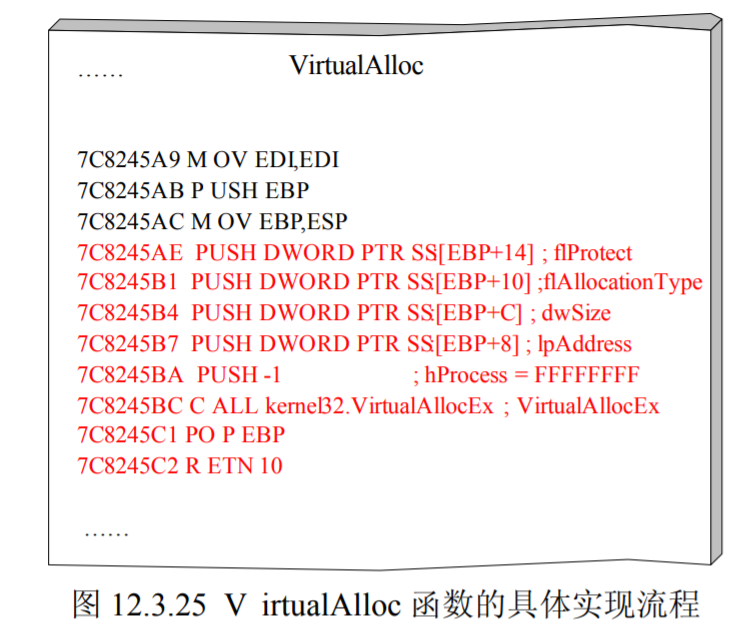 ...... VirtualAlloc
7C8245A9 M OV EDI,EDI
7C8245AB P USH EBP
7C8245AC M OV EBP,ESP
7C8245AE PUSH DWORD PTR SS:[EBP+14] ; flProtect
7C8245B1 PUSH DWORD PTR SS:[EBP+10] ;flAllocationType
7C8245B4 PUSH DWORD PTR SS:[EBP+C] ; dwSize
7C8245B7 PUSH DWORD PTR SS:[EBP+8] ; lpAddress
7C8245BA PUSH -1 ; hProcess = FFFFFFFF
7C8245BC C ALL kernel32.VirtualAllocEx ; VirtualAllocEx
7C8245C1 PO P EBP
7C8245C2 R ETN 10
......
图 12.3.25 V irtualAlloc 函数的具体实现流程